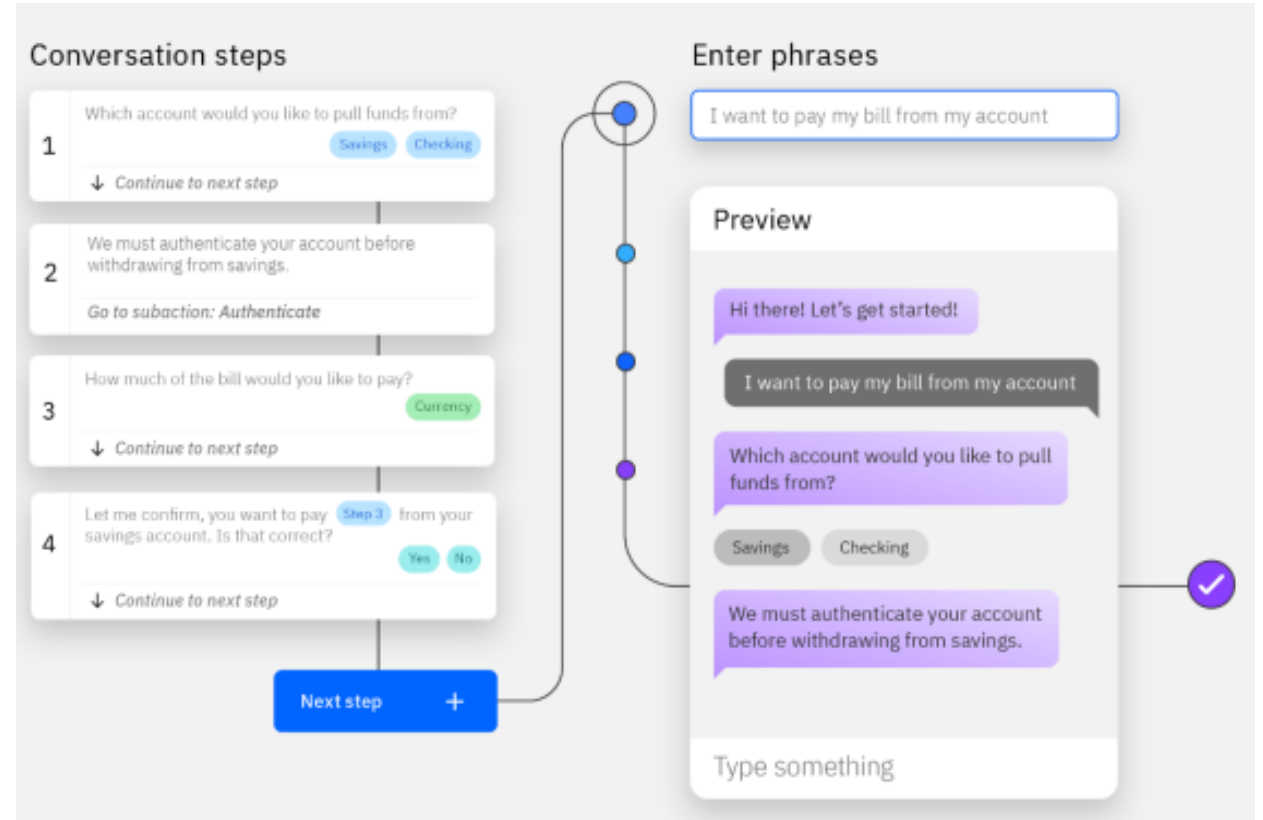 Conversation steps
1
Which account would you like to pull funds from?
Savings
Checking
↓ Continue to next step
2
We must authenticate your account before
withdrawing from savings.
Go to subaction: Authenticate
3
How much of the bill would you like to pay?
Currency
↓ Continue to next step
4
Let me confirm, you want to pay Step 3 from your
savings account. Is that correct?
Yes
No
↓ Continue to next step
Next step +
Enter phrases
I want to pay my bill from my account
Preview
Hi there! Let's get started!
I want to pay my bill from my account
Which account would you like to pull
funds from?
Savings
Checking
We must authenticate your account
before withdrawing from savings.
Type something